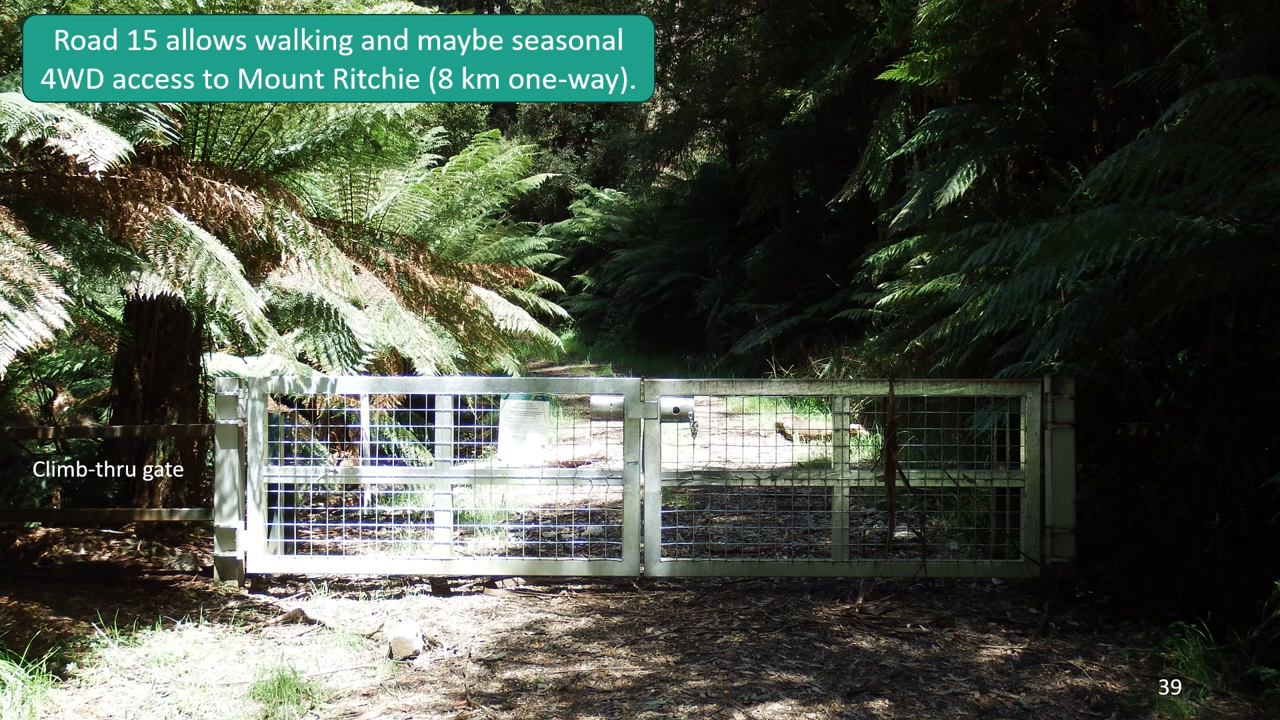 Road 15 allows walking and maybe seasonal
4WD access to Mount Ritchie (8 km one-way).
Climb-thru gate
39